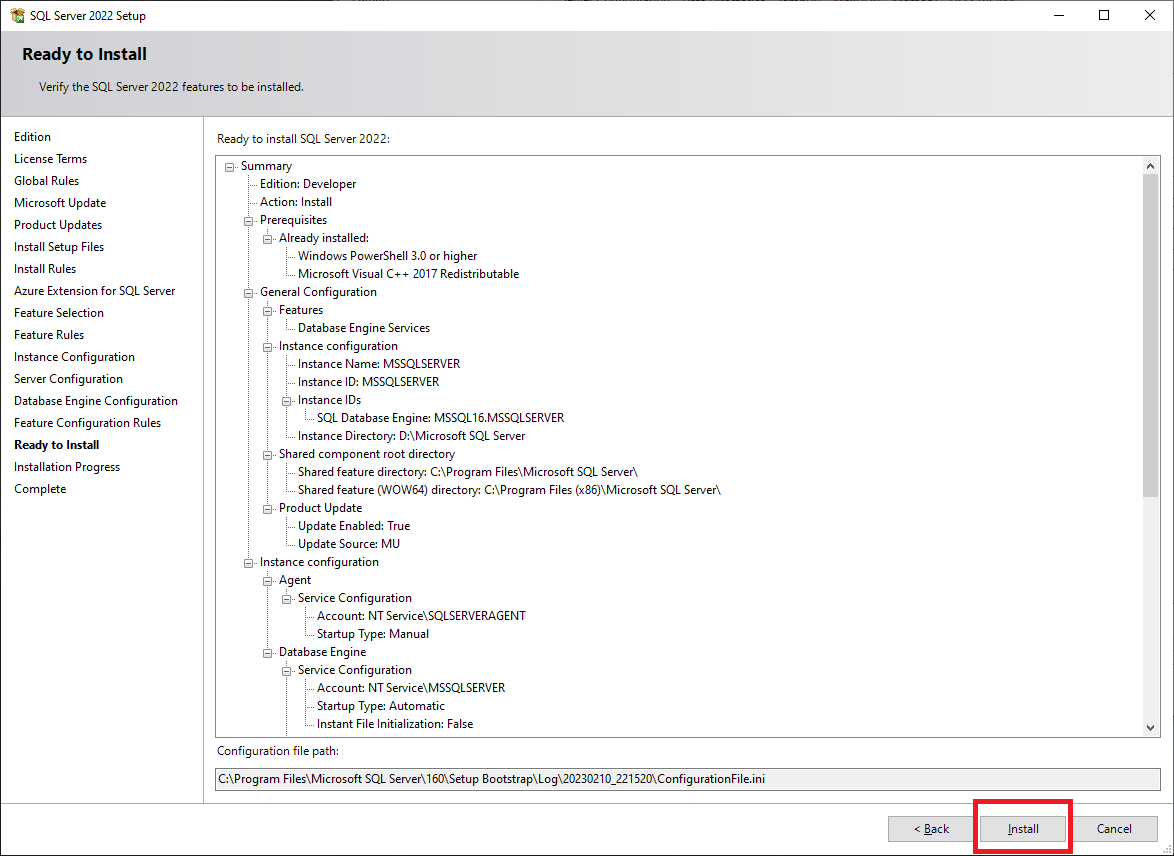 SQL Server 2022 Setup
Ready to Install
Verify the SQL Server 2022 features to be installed.
Edition
License Terms
Global Rules
Microsoft Update
Product Updates
Install Setup Files
Install Rules
Azure Extension for SQL Server
Feature Selection
Feature Rules
Instance Configuration
Server Configuration
Database Engine Configuration
Feature Configuration Rules
Ready to Install
Installation Progress
Complete
Ready to install SQL Server 2022:
Summary
Edition: Developer
Action: Install
Prerequisites
Already installed:
Windows PowerShell 3.0 or higher
Microsoft Visual C++ 2017 Redistributable
General Configuration
Features
Database Engine Services
Instance configuration
Instance Name: MSSQLSERVER
Instance ID: MSSQLSERVER
Instance IDs
SQL Database Engine: MSSQL16.MSSQLSERVER
Instance Directory: D:\Microsoft SQL Server
Shared component root directory
Shared feature directory: C:\Program Files\Microsoft SQL Server\
Shared feature (WOW64) directory: C:\Program Files (x86)\Microsoft SQL Server\
Product Update
Update Enabled: True
Update Source: MU
Instance configuration
Agent
Service Configuration
Account: NT Service\SQLSERVERAGENT
Startup Type: Manual
Database Engine
Service Configuration
Account: NT Service\MSSQLSERVER
Startup Type: Automatic
Instant File Initialization: False
Configuration file path:
C:\Program Files\Microsoft SQL Server\160\Setup Bootstrap\Log\20230210_221520\ConfigurationFile.ini
< Back
Install
Cancel